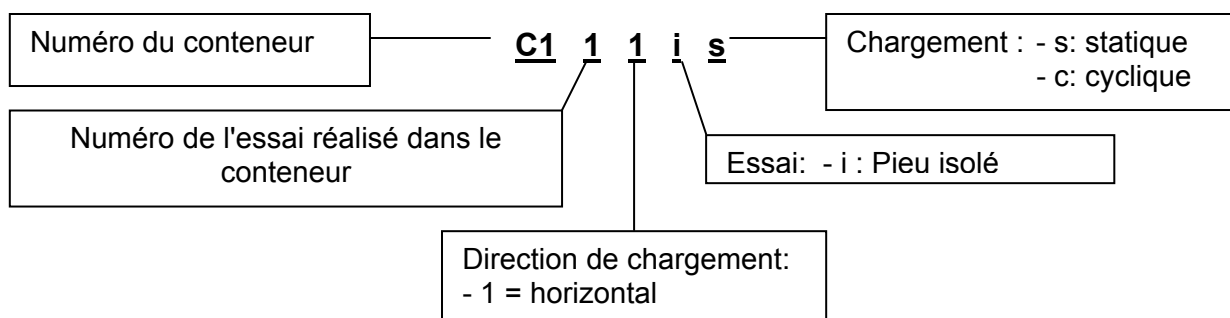 Numéro du conteneur
C1 1 1 i s
Chargement : - s: statique
- c: cyclique
Numéro de l'essai réalisé dans le
conteneur
Essai: - i : Pieu isolé
Direction de chargement:
- 1 = horizontal